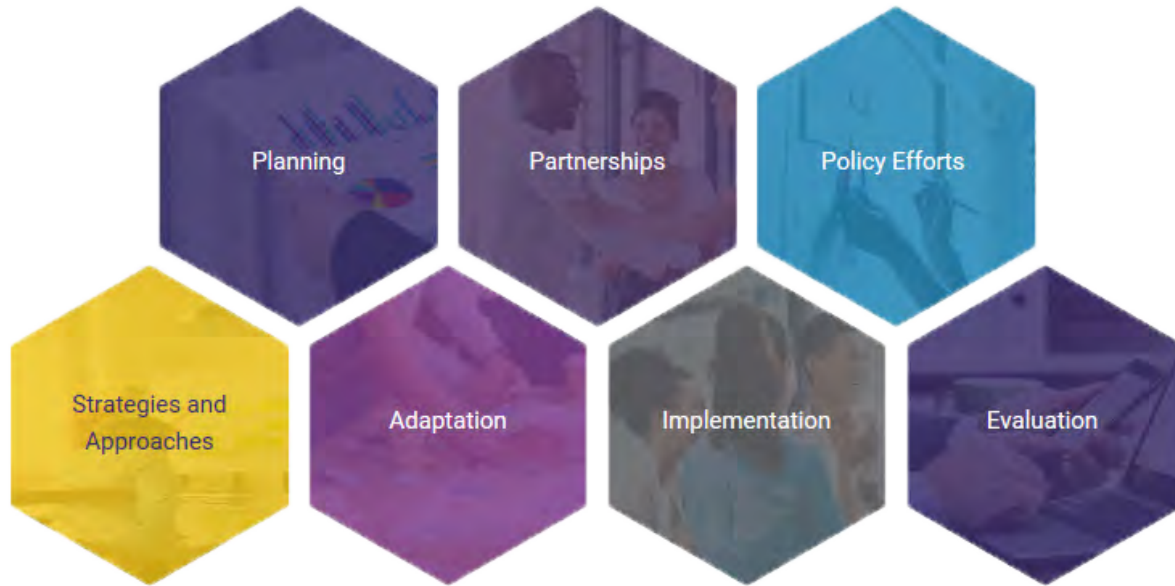 Planning
Partnerships
Policy Efforts
Strategies and
Approaches
Adaptation
Implementation
Evaluation